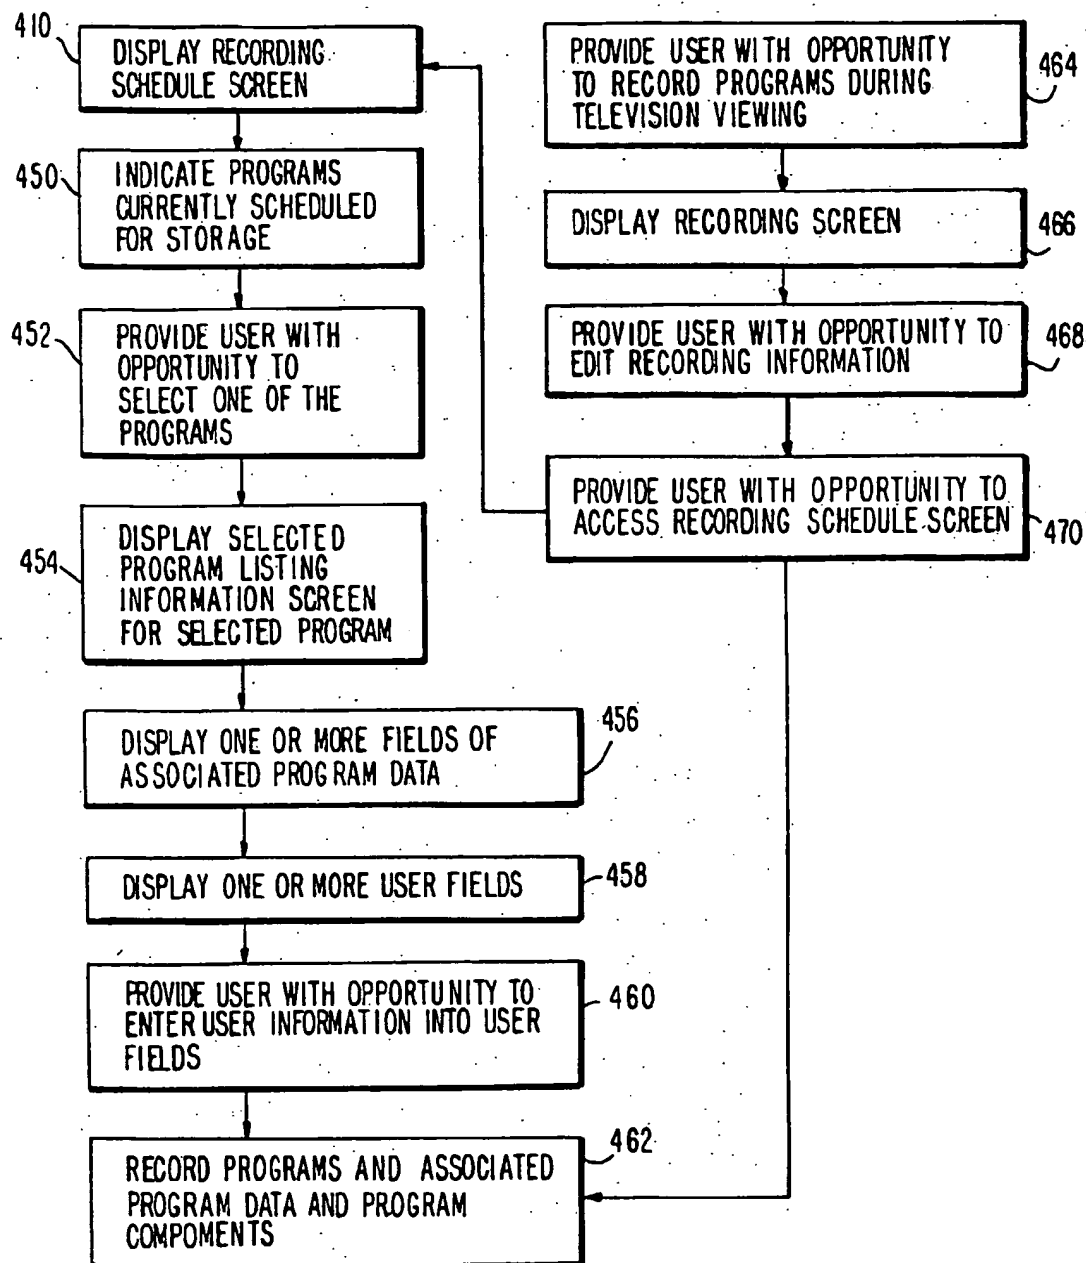 410
DISPLAY RECORDING
SCHEDULE SCREEN
450
INDICATE PROGRAMS
CURRENTLY SCHEDULED
FOR STORAGE
452
PROVIDE USER WITH
OPPORTUNITY TO
SELECT ONE OF THE
PROGRAMS
454
DISPLAY SELECTED
PROGRAM LISTING
INFORMATION SCREEN
FOR SELECTED PROGRAM
456
DISPLAY ONE OR MORE FIELDS OF
ASSOCIATED PROGRAM DATA
DISPLAY ONE OR MORE USER FIELDS
458
PROVIDE USER WITH OPPORTUNITY TO
ENTER USER INFORMATION INTO USER
FIELDS
460
462
RECORD PROGRAMS AND ASSOCIATED
PROGRAM DATA AND PROGRAM
COMPOMENTS
PROVIDE USER WITH OPPORTUNITY
TO RECORD PROGRAMS DURING
TELEVISION VIEWING
464
DISPLAY RECORDING SCREEN
466
PROVIDE USER WITH OPPORTUNITY TO
EDIT RECORDING INFORMATION
468
PROVIDE USER WITH OPPORTUNITY TO
ACCESS RECORDING SCHEDULE SCREEN
470